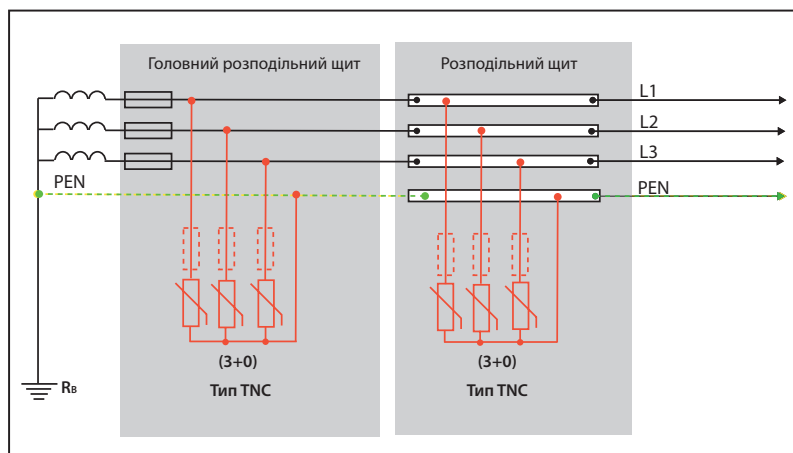 Головний розподільний щит
Розподільний щит
L1
L2
L3
PEN
PEN
(3+0)
(3+0)
Тип TNC
Тип TNC
RB